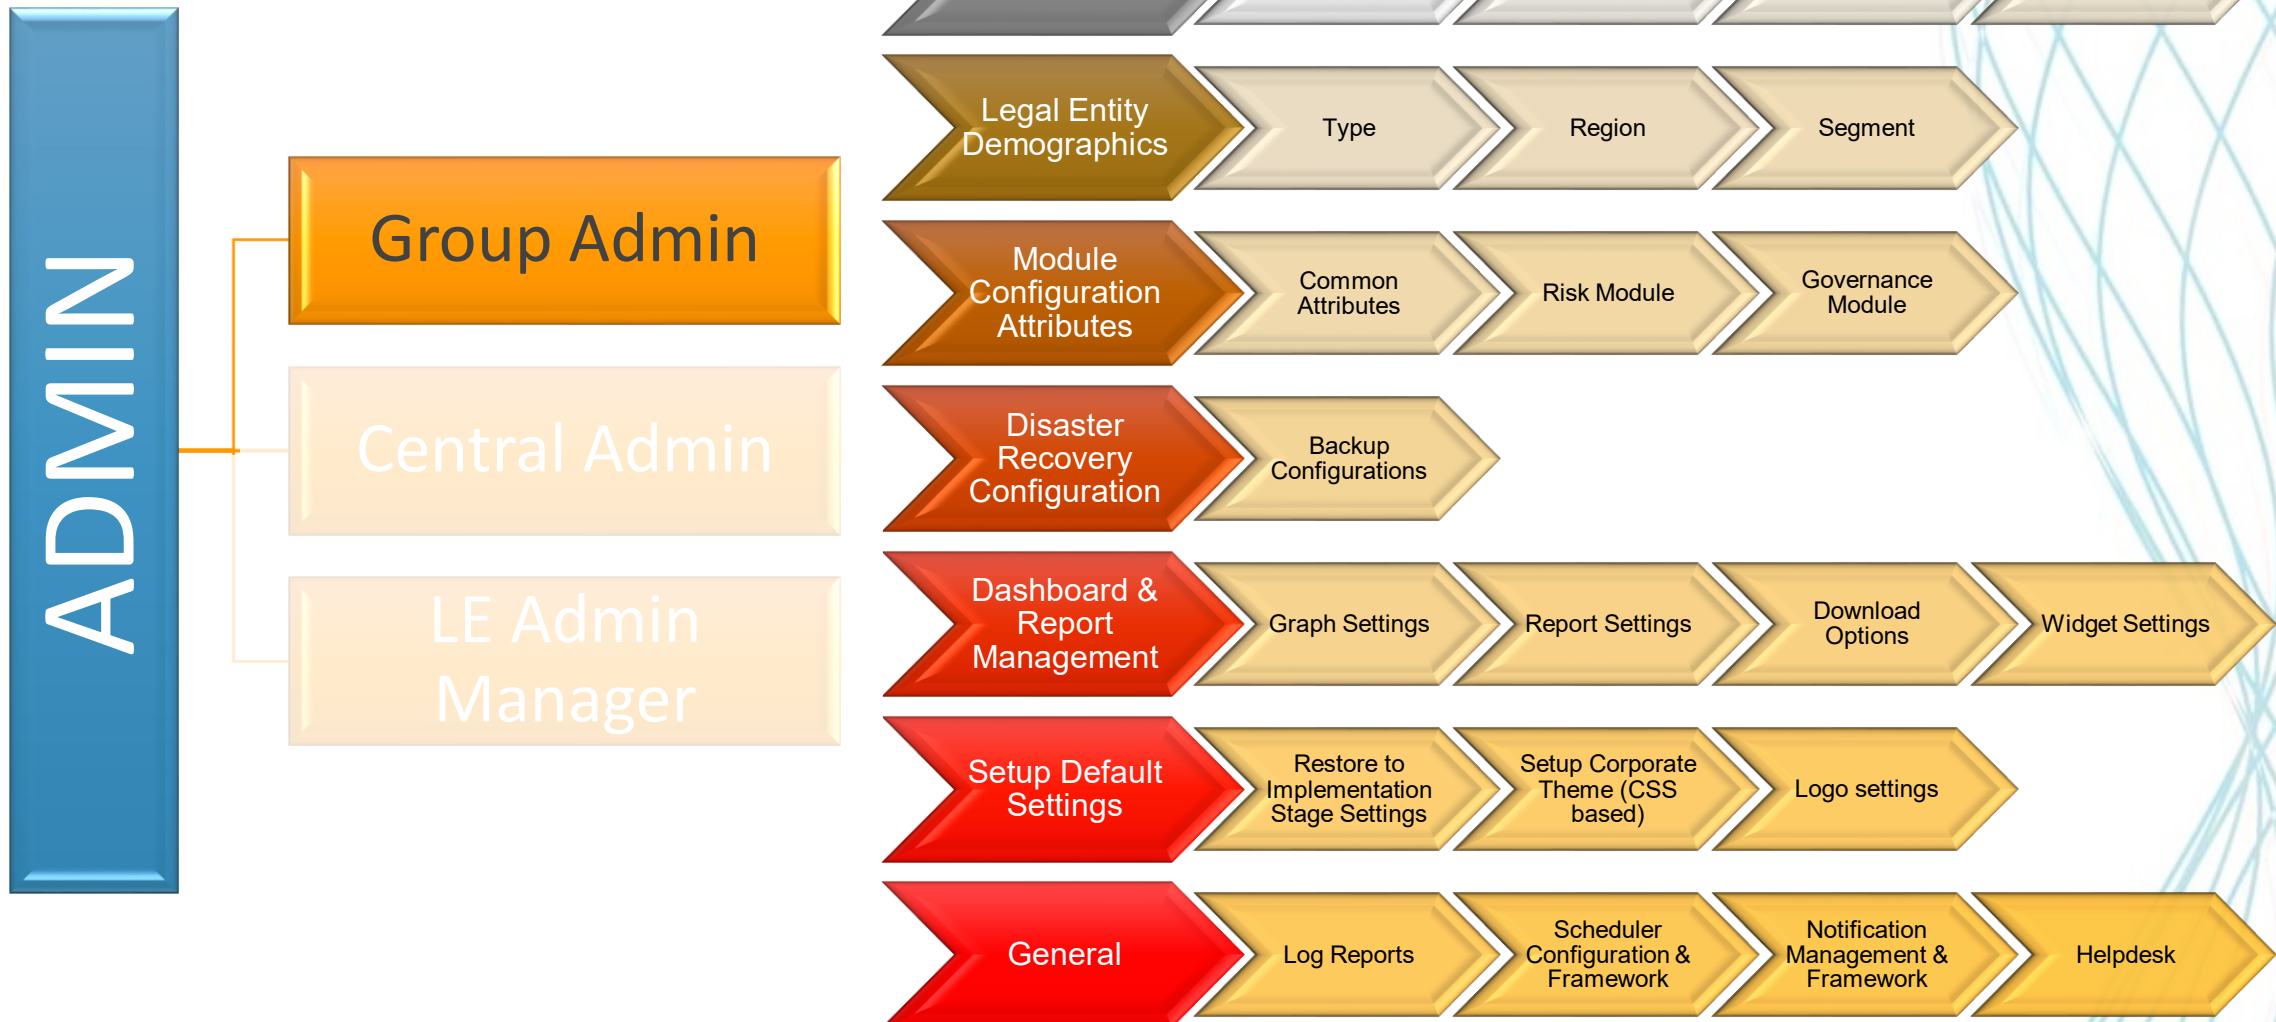 ADMIN
Group Admin
Central Admin
LE Admin
Manager
Legal Entity
Demographics
Type
Region
Segment
Module
Configuration
Attributes
Common
Attributes
Risk Module
Governance
Module
Disaster
Recovery
Configuration
Backup
Configurations
Dashboard &
Report
Management
Graph Settings
Report Settings
Download
Options
Widget Settings
Setup Default
Settings
Restore to
Implementation
Stage Settings
Setup Corporate
Theme (CSS
based)
Logo settings
General
Log Reports
Scheduler
Configuration &
Framework
Notification
Management &
Framework
Helpdesk